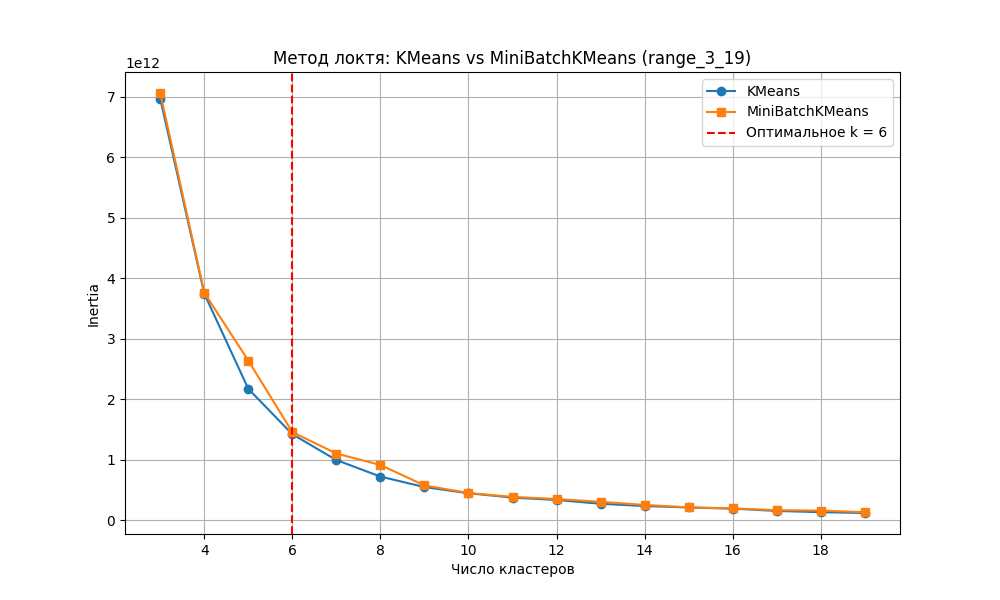 Метод локтя: KMeans vs MiniBatchKMeans (range_3_19)
1e12
KMeans
MiniBatchKMeans
Оптимальное k = 6
7
6
5
4
3
2
1
0
Inertia
4 6 8 10 12 14 16 18
Число кластеров